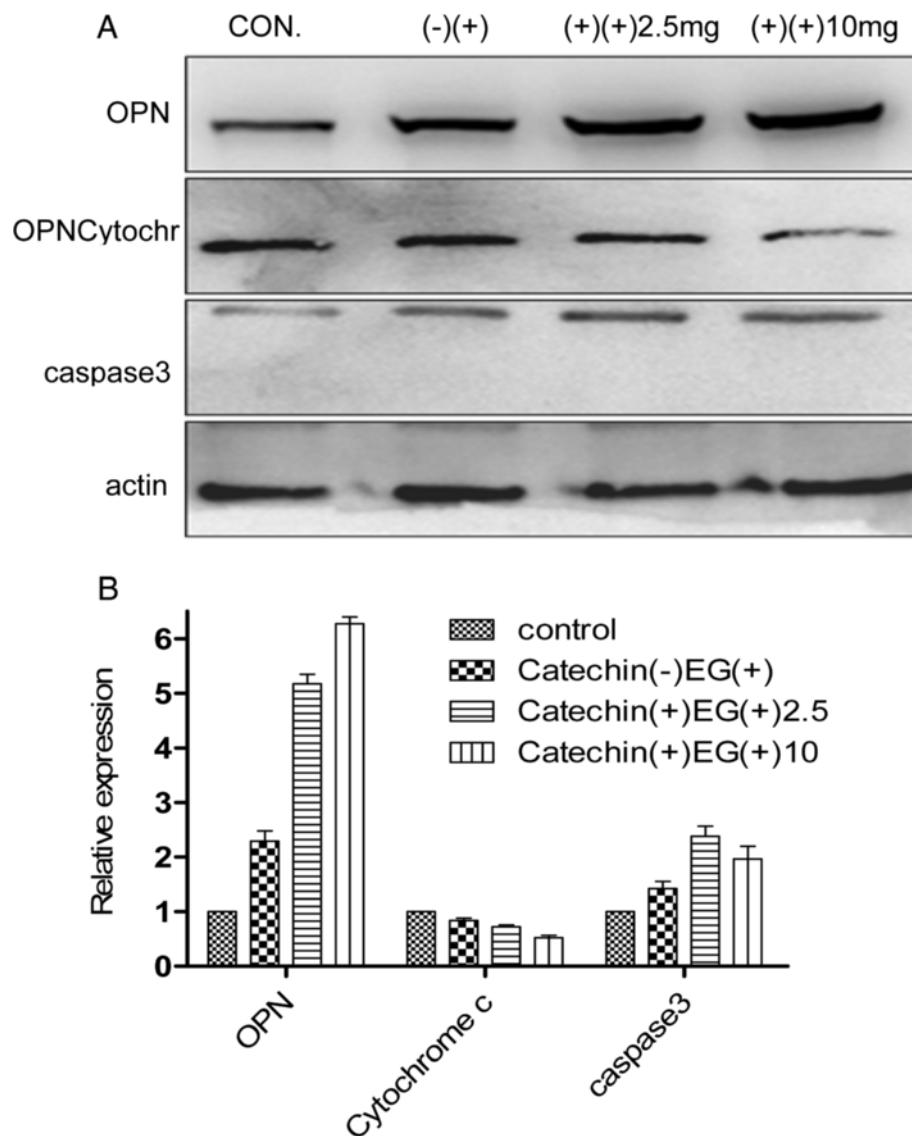 A
CON. (-)(+) (+)(+)2.5mg (+)(+)10mg
OPN
OPNCytochr
caspase3
actin
B
Relative expression
6
5
4
3
2
1
0
control
Catechin(-)EG(+)
Catechin(+)EG(+)2.5
Catechin(+)EG(+)10
OPN
Cytochrome c
caspase3